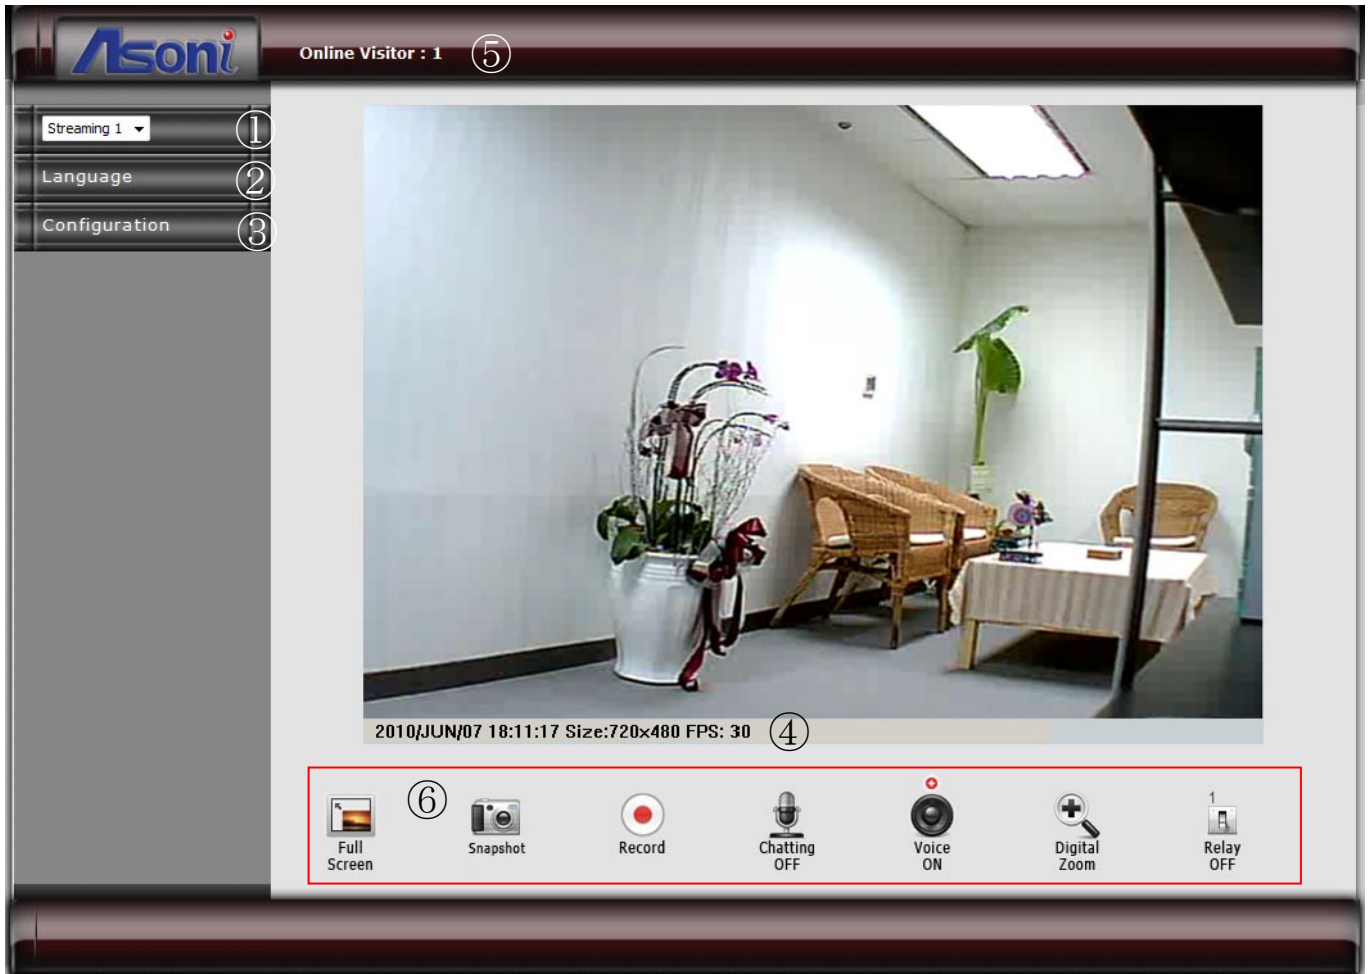 Asoni
Online Visitor : 1 ⑤
Streaming 1 ①
Language ②
Configuration ③
2010/JUN/07 18:11:17 Size:720x480 FPS: 30 ④
⑥
Full Screen
Snapshot
Record
Chatting OFF
Voice ON
Digital Zoom
1
Relay OFF